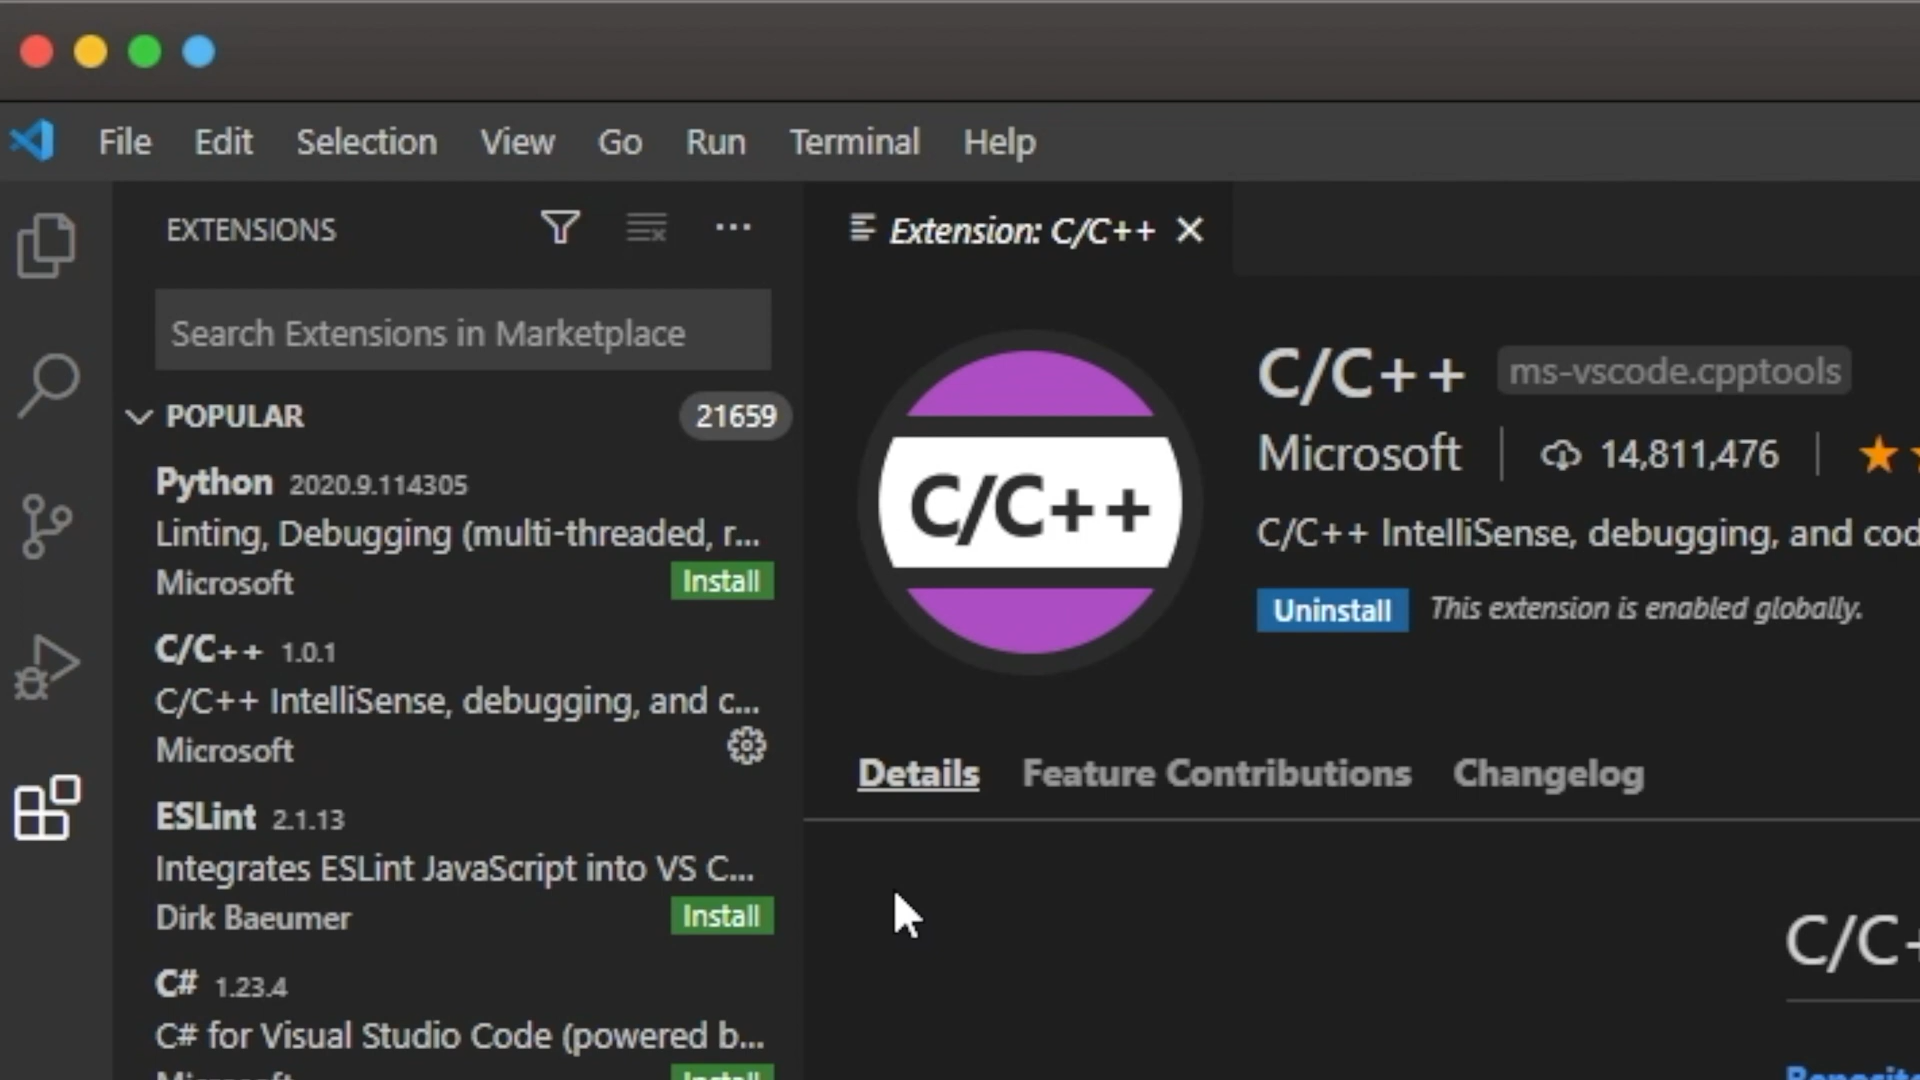 File Edit Selection View Go Run Terminal Help
EXTENSIONS
Search Extensions in Marketplace
POPULAR 21659
Python 2020.9.114305
Linting, Debugging (multi-threaded, r...
Microsoft Install
C/C++ 1.0.1
C/C++ IntelliSense, debugging, and c...
Microsoft
ESLint 2.1.13
Integrates ESLint JavaScript into VS C...
Dirk Baeumer Install
C# 1.23.4
C# for Visual Studio Code (powered b...
Microsoft Install
Extension: C/C++
C/C++
C/C++ ms-vscode.cpptools
Microsoft 14,811,476
C/C++ IntelliSense, debugging, and cod
Uninstall This extension is enabled globally.
Details Feature Contributions Changelog
C/C+